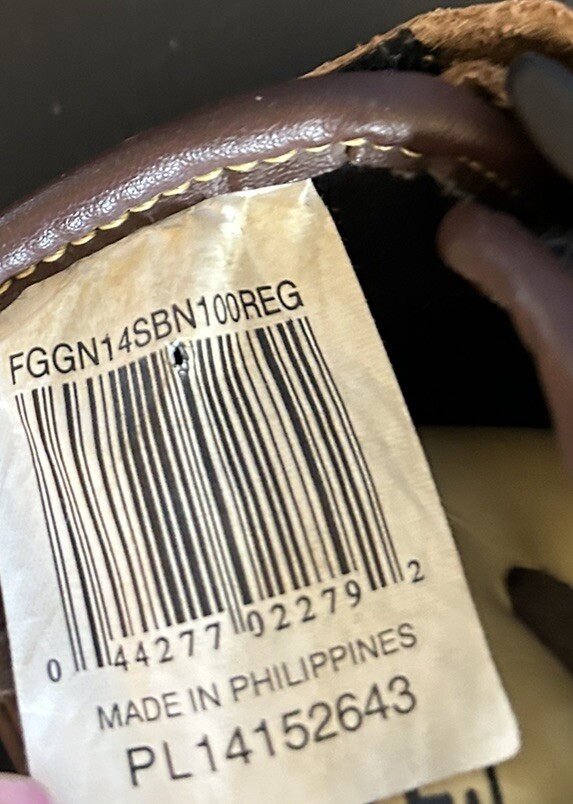 FGGN14SBN100REG
0 44277 02279 2
MADE IN PHILIPPINES
PL14152643